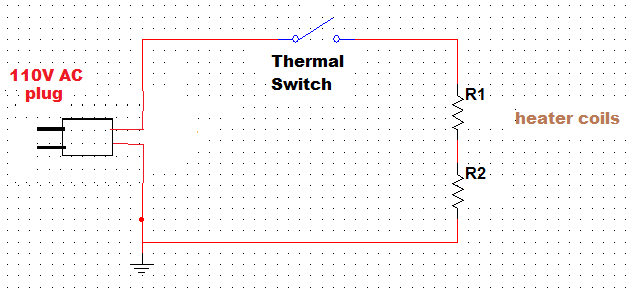 Thermal
Switch
110V AC
plug
R1
heater coils
R2